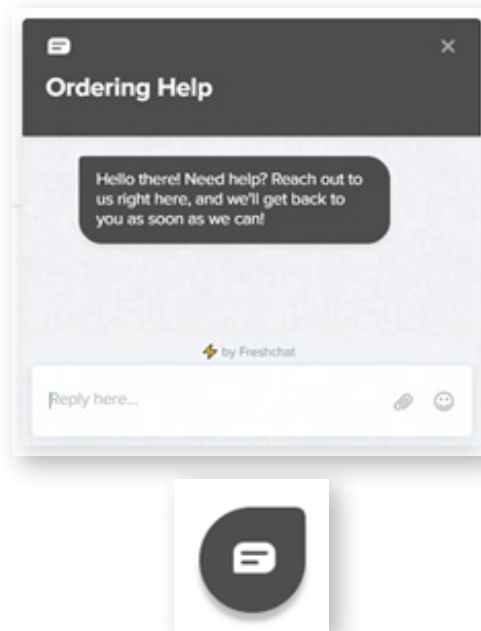 Ordering Help
Hello there! Need help? Reach out to
us right here, and we'll get back to
you as soon as we can!
by Freshchat
Reply here...